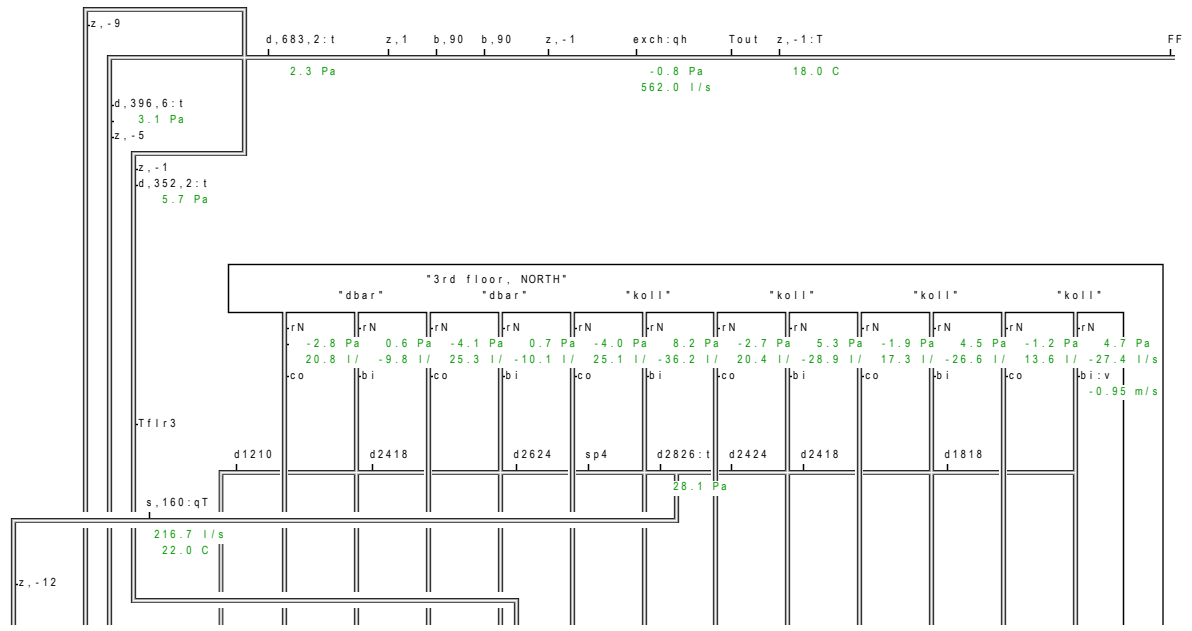 z,-9
d,683,2:t z,1 b,90 b,90 z,-1 exch:qh Tout z,-1:T FF
2.3 Pa -0.8 Pa 18.0 C
562.0 l/s
d,396,6:t
3.1 Pa
z,-5
z,-1
d,352,2:t
5.7 Pa
"3rd floor, NORTH"
"dbar" "dbar" "koll" "koll" "koll" "koll"
rN rN rN rN rN rN rN rN rN rN rN rN
-2.8 Pa 0.6 Pa -4.1 Pa 0.7 Pa -4.0 Pa 8.2 Pa -2.7 Pa 5.3 Pa -1.9 Pa 4.5 Pa -1.2 Pa 4.7 Pa
20.8 l/ -9.8 l/ 25.3 l/ -10.1 l/ 25.1 l/ -36.2 l/ 20.4 l/ -28.9 l/ 17.3 l/ -26.6 l/ 13.6 l/ -27.4 l/s
co bi co bi co bi co bi co bi co bi:v
-0.95 m/s
Tflr3
d1210 d2418 d2624 sp4 d2826:t d2424 d2418 d1818
28.1 Pa
s,160:qT
216.7 l/s
22.0 C
z,-12